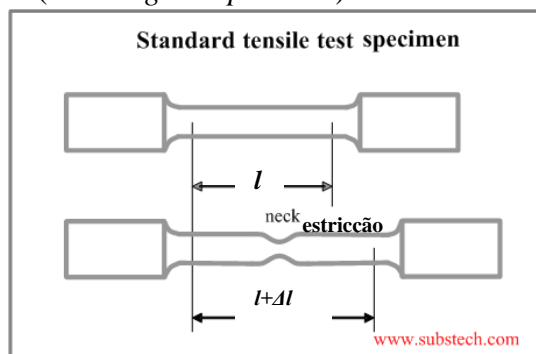 Standard tensile test specimen
l
neck estricção
l+Δl
www.substech.com